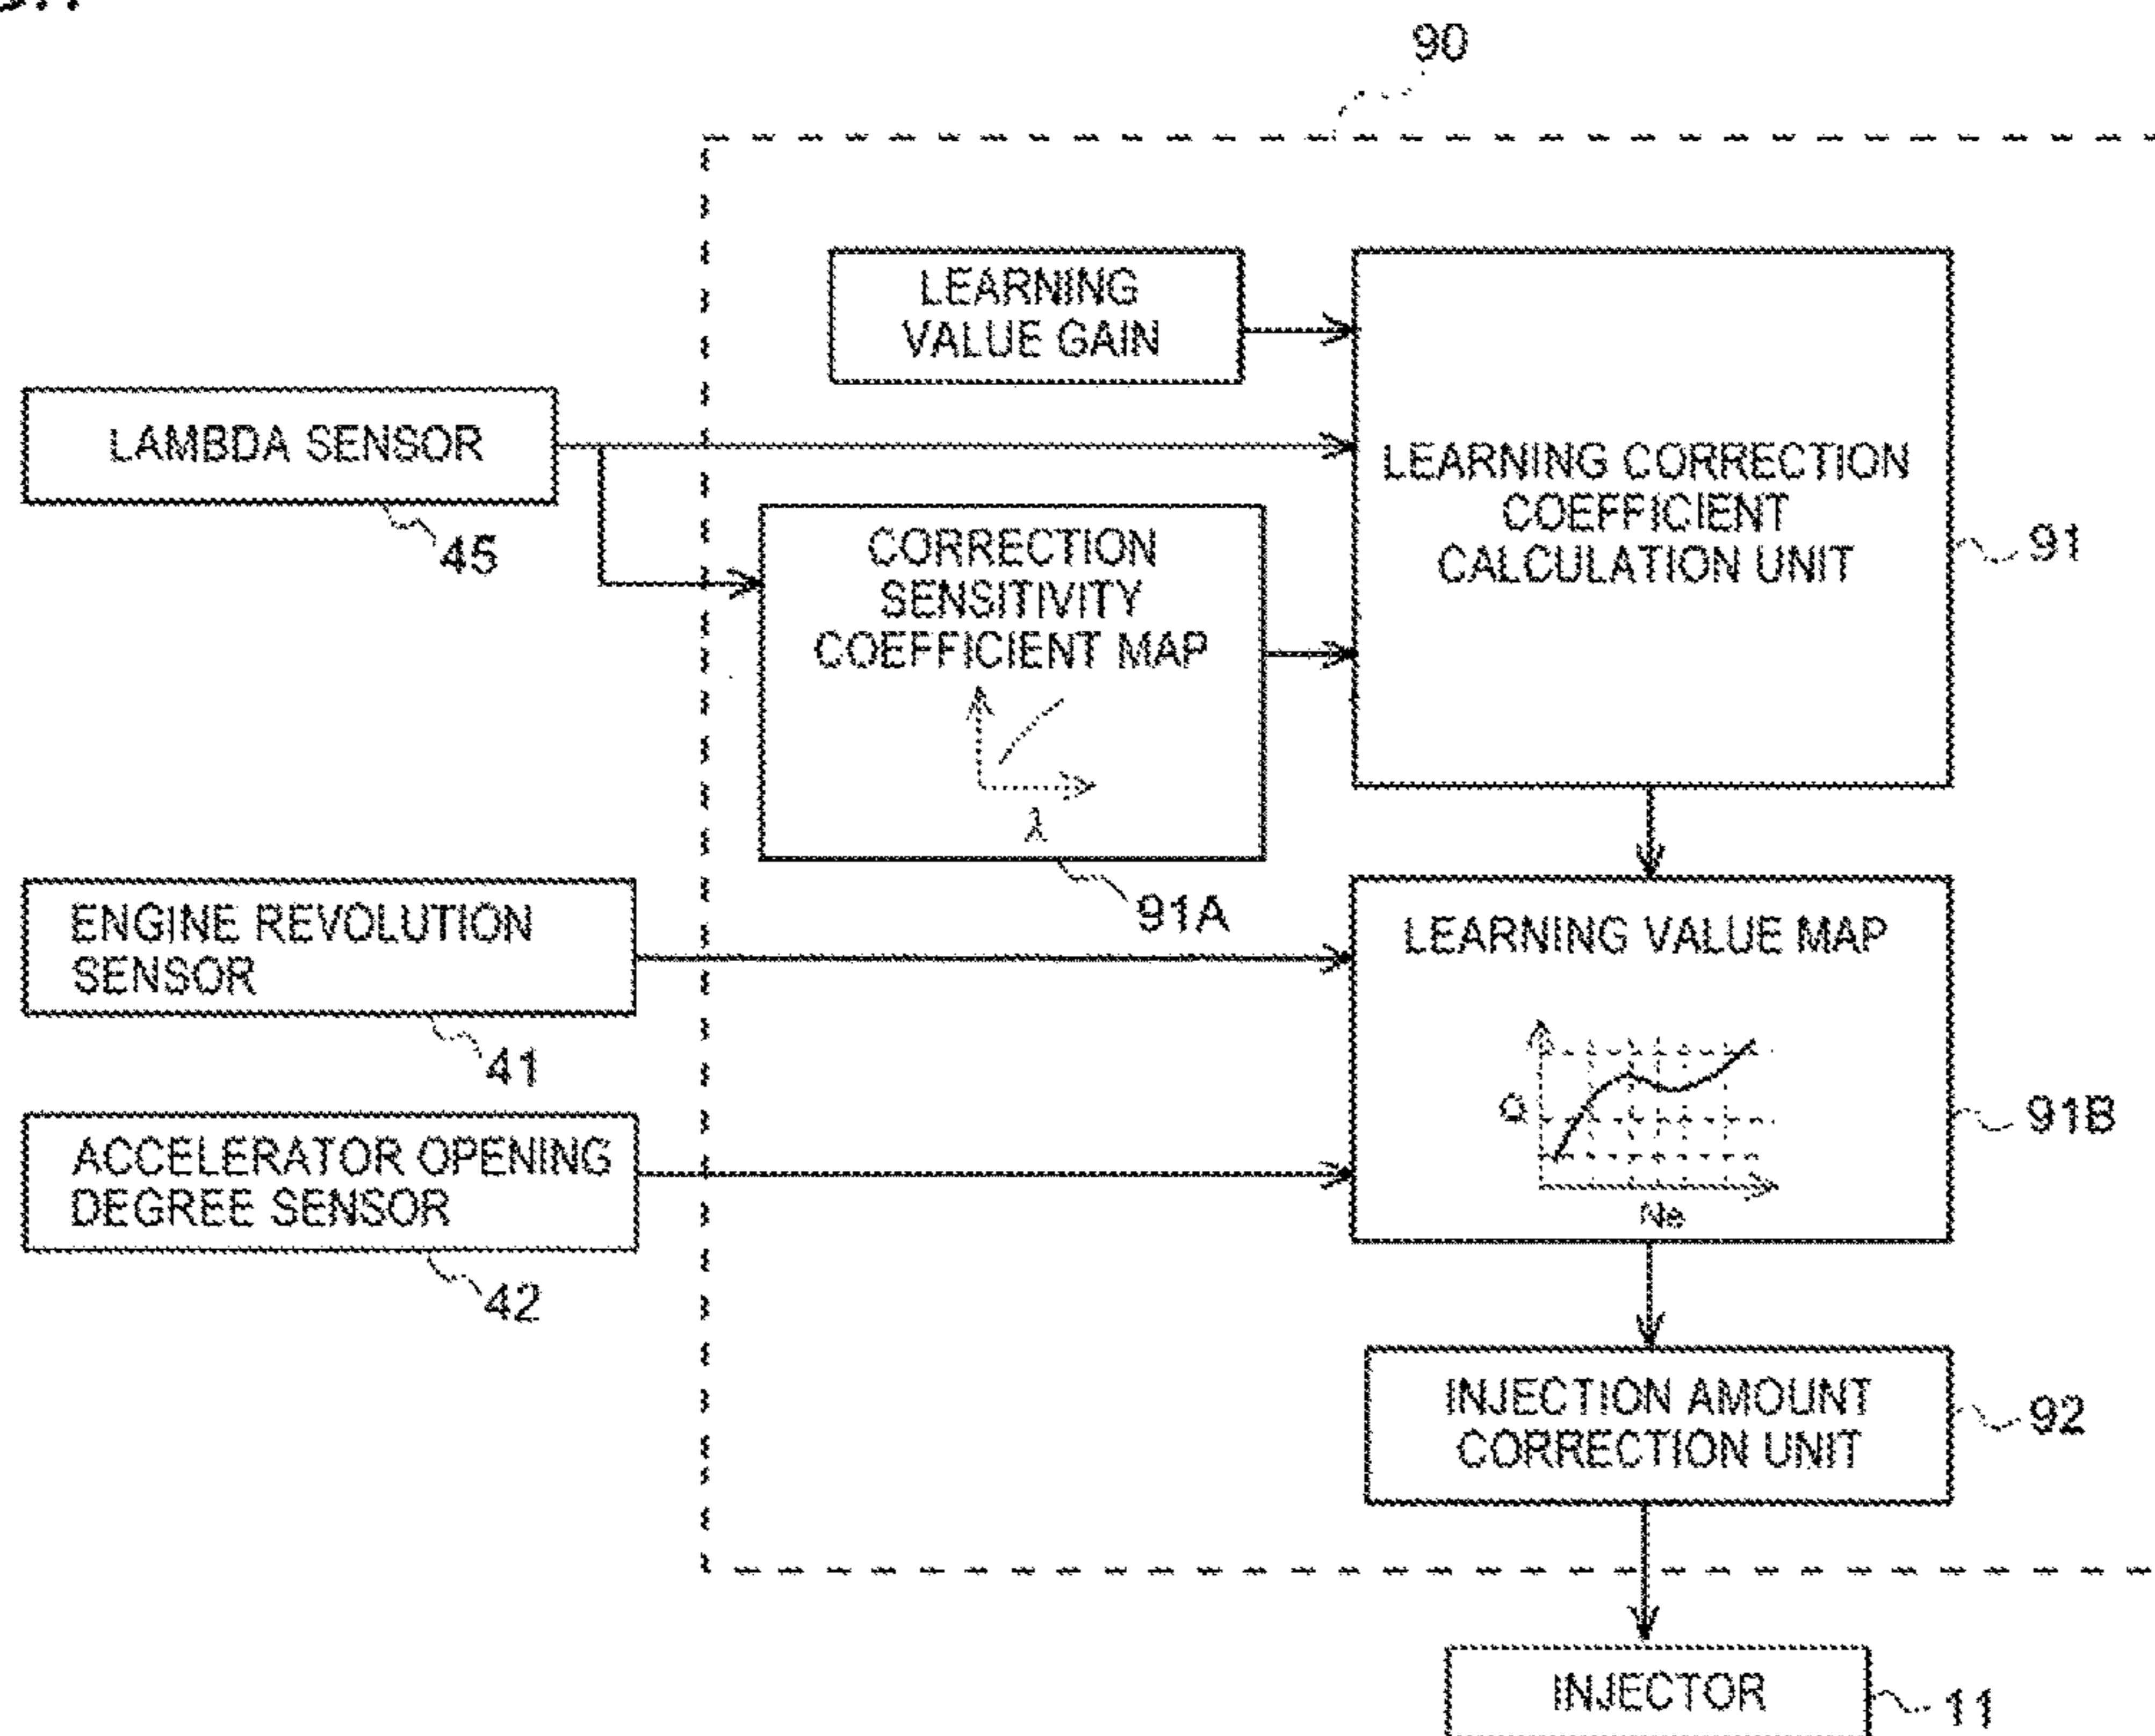 90
LEARNING
VALUE GAIN
LAMBDA SENSOR
45
LEARNING CORRECTION
COEFFICIENT
CALCULATION UNIT
91
CORRECTION
SENSITIVITY
COEFFICIENT MAP
λ
91A
ENGINE REVOLUTION
SENSOR
41
LEARNING VALUE MAP
Q
Ne
91B
ACCELERATOR OPENING
DEGREE SENSOR
42
INJECTION AMOUNT
CORRECTION UNIT
92
INJECTOR
11